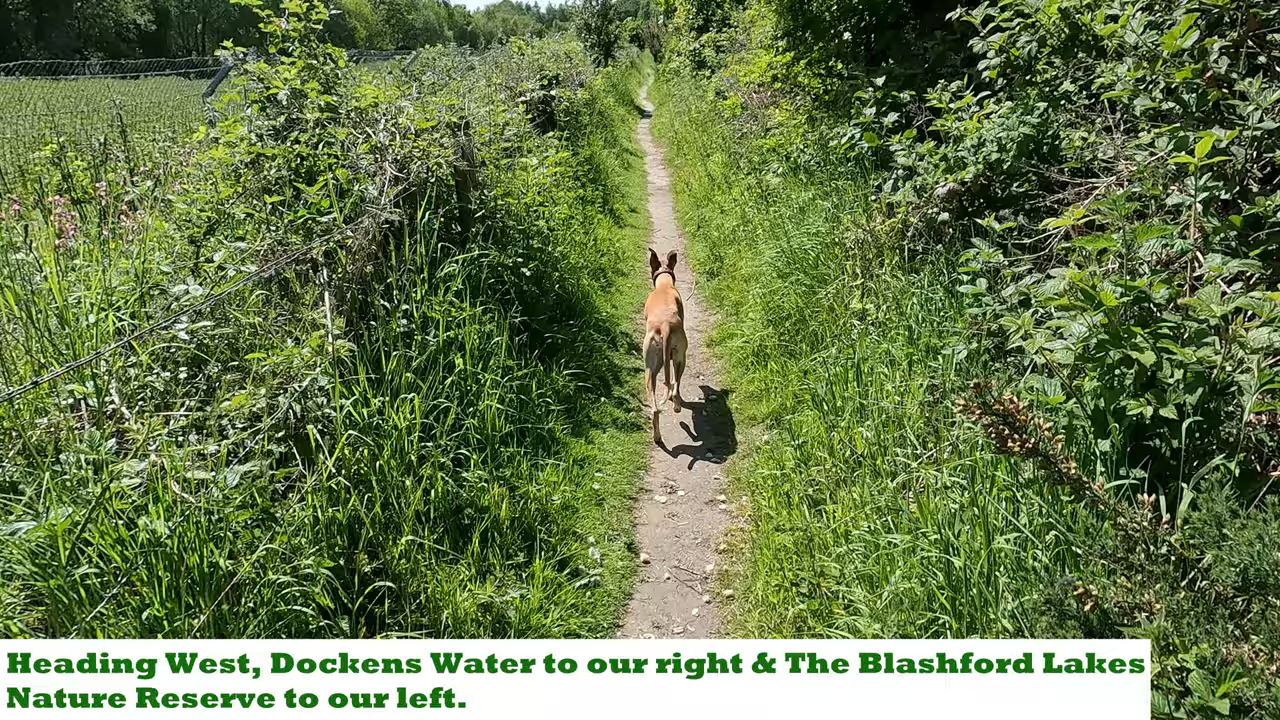 Heading West, Dockens Water to our right & The Blashford Lakes
Nature Reserve to our left.